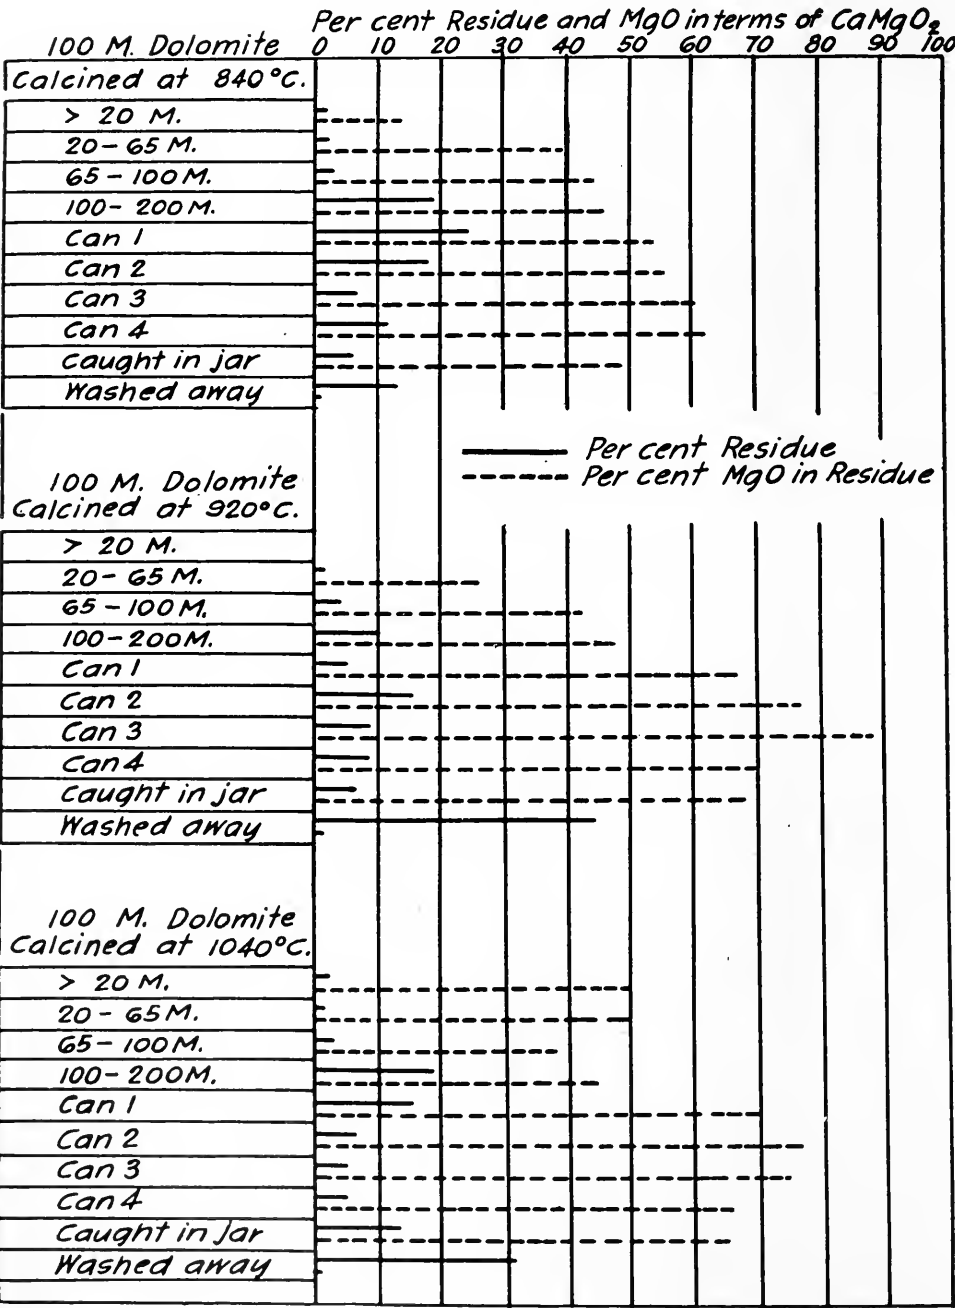 Per cent Residue and MgO in terms of CaMgO2
100 M. Dolomite 0 10 20 30 40 50 60 70 80 90 100
Calcined at 840°C.
> 20 M.
20-65 M.
65-100 M.
100-200 M.
Can 1
Can 2
Can 3
Can 4
Caught in jar
Washed away
Per cent Residue
Per cent MgO in Residue
100 M. Dolomite
Calcined at 920°C.
> 20 M.
20-65 M.
65-100 M.
100-200M.
Can 1
Can 2
Can 3
Can 4
Caught in jar
Washed away
100 M. Dolomite
Calcined at 1040°C.
> 20 M.
20-65 M.
65-100 M.
100-200M.
Can 1
Can 2
Can 3
Can 4
Caught in jar
Washed away